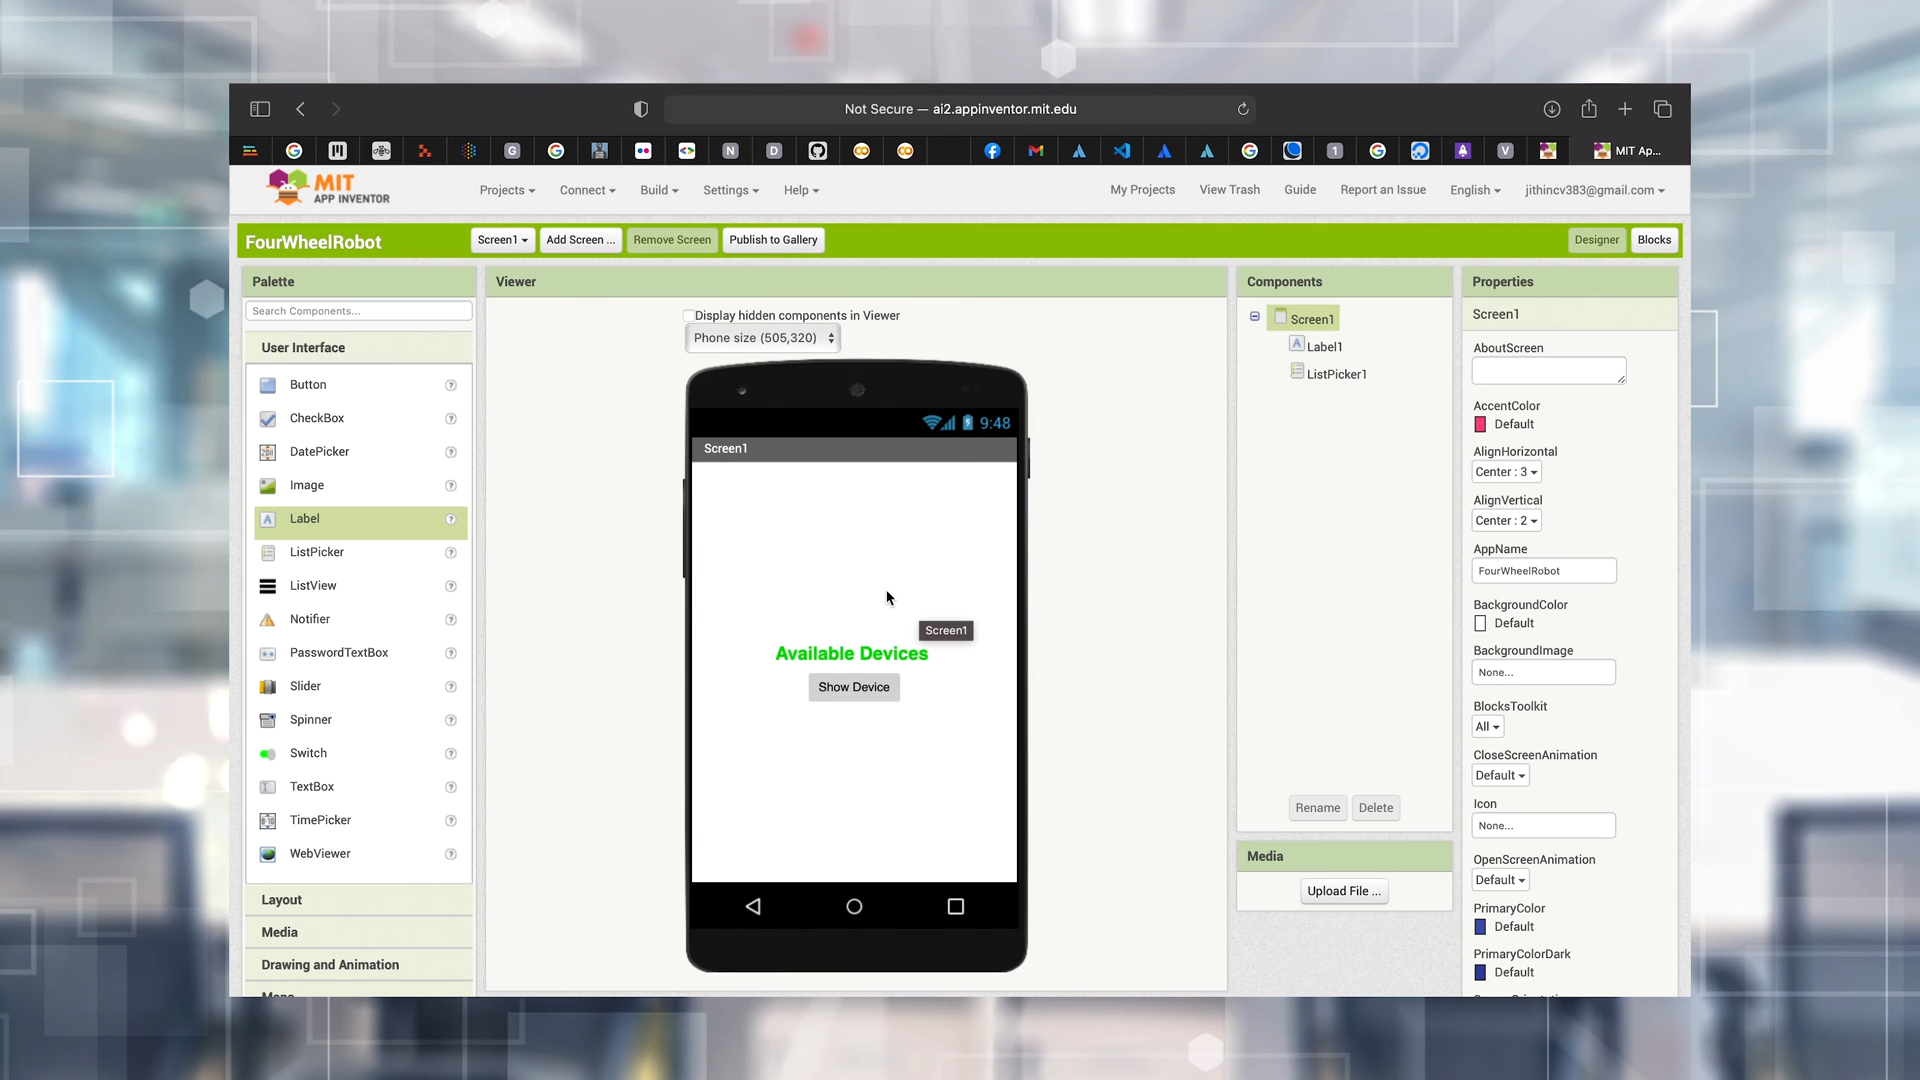 Not Secure — ai2.appinventor.mit.edu
G
N
D
1
V
MIT Ap...
MIT
APP INVENTOR
Projects
Connect
Build
Settings
Help
My Projects
View Trash
Guide
Report an Issue
English
jithincv383@gmail.com
FourWheelRobot
Screen1
Add Screen ...
Remove Screen
Publish to Gallery
Designer
Blocks
Palette
Search Components...
User Interface
Button
CheckBox
DatePicker
Image
Label
ListPicker
ListView
Notifier
PasswordTextBox
Slider
Spinner
Switch
TextBox
TimePicker
WebViewer
Layout
Media
Drawing and Animation
Maps
Viewer
Display hidden components in Viewer
Phone size (505,320)
9:48
Screen1
Screen1
Available Devices
Show Device
Components
Screen1
Label1
ListPicker1
Rename
Delete
Media
Upload File ...
Properties
Screen1
AboutScreen
AccentColor
Default
AlignHorizontal
Center : 3
AlignVertical
Center : 2
AppName
FourWheelRobot
BackgroundColor
Default
BackgroundImage
None...
BlocksToolkit
All
CloseScreenAnimation
Default
Icon
None...
OpenScreenAnimation
Default
PrimaryColor
Default
PrimaryColorDark
Default